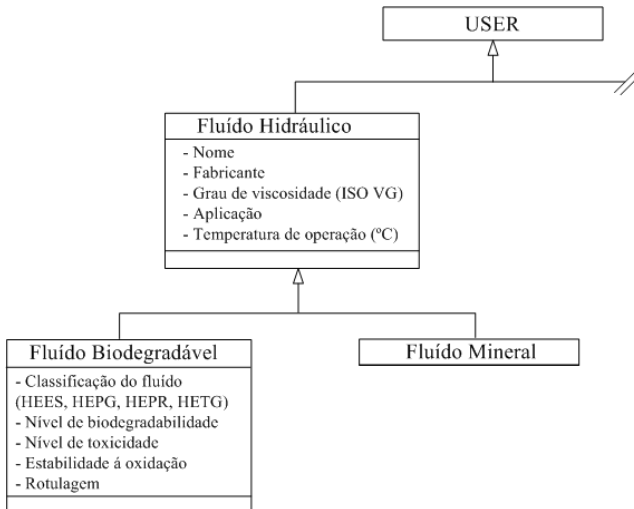 USER
Fluído Hidráulico
- Nome
- Fabricante
- Grau de viscosidade (ISO VG)
- Aplicação
- Temperatura de operação (ºC)
Fluído Biodegradável
- Classificação do fluído
(HEES, HEPG, HEPR, HETG)
- Nível de biodegradabilidade
- Nível de toxicidade
- Estabilidade á oxidação
- Rotulagem
Fluído Mineral